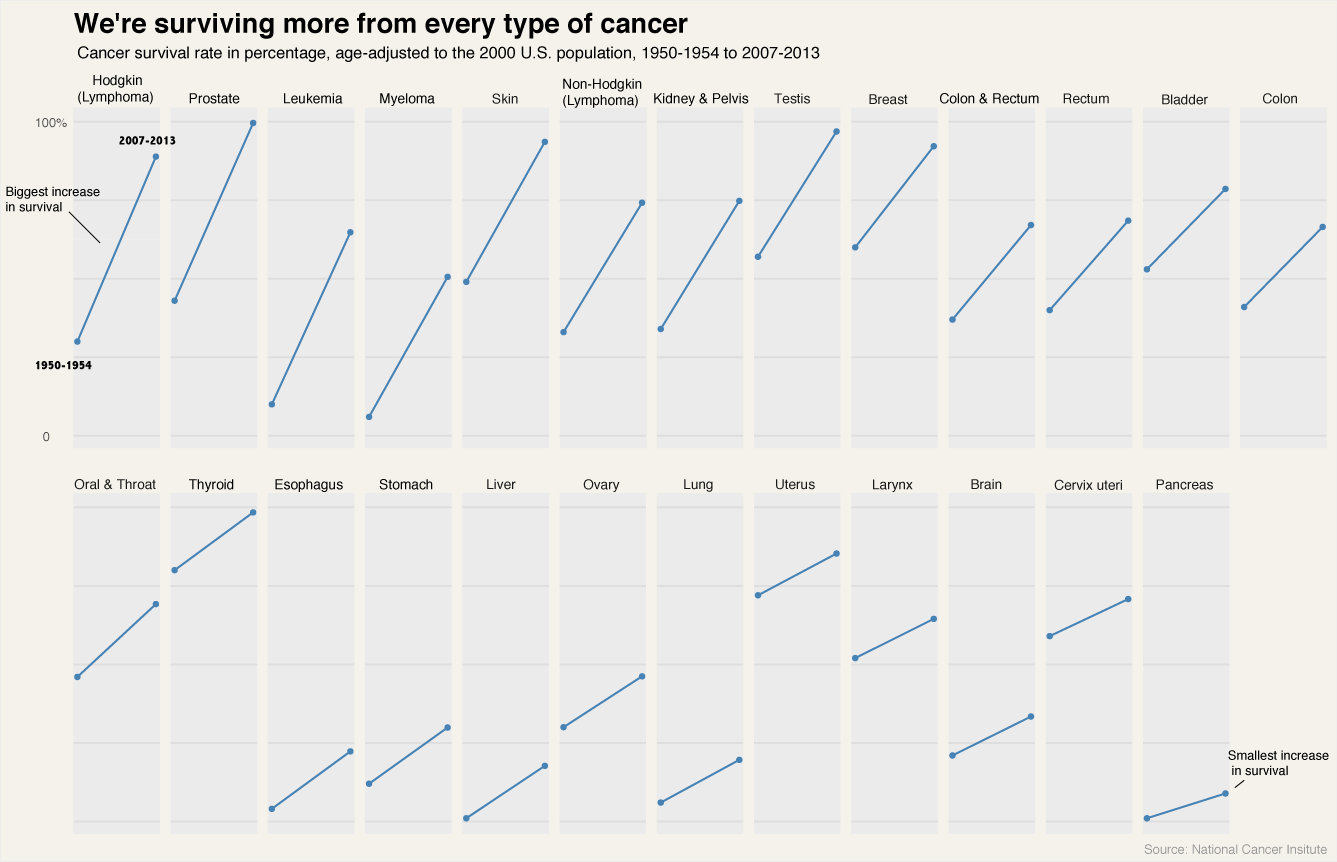 We're surviving more from every type of cancer
Cancer survival rate in percentage, age-adjusted to the 2000 U.S. population, 1950-1954 to 2007-2013
Hodgkin
(Lymphoma)
Prostate
Leukemia
Myeloma
Skin
Non-Hodgkin
(Lymphoma)
Kidney & Pelvis
Testis
Breast
Colon & Rectum
Rectum
Bladder
Colon
100%
2007-2013
Biggest increase
in survival
1950-1954
0
Oral & Throat
Thyroid
Esophagus
Stomach
Liver
Ovary
Lung
Uterus
Larynx
Brain
Cervix uteri
Pancreas
Smallest increase
in survival
Source: National Cancer Insitute